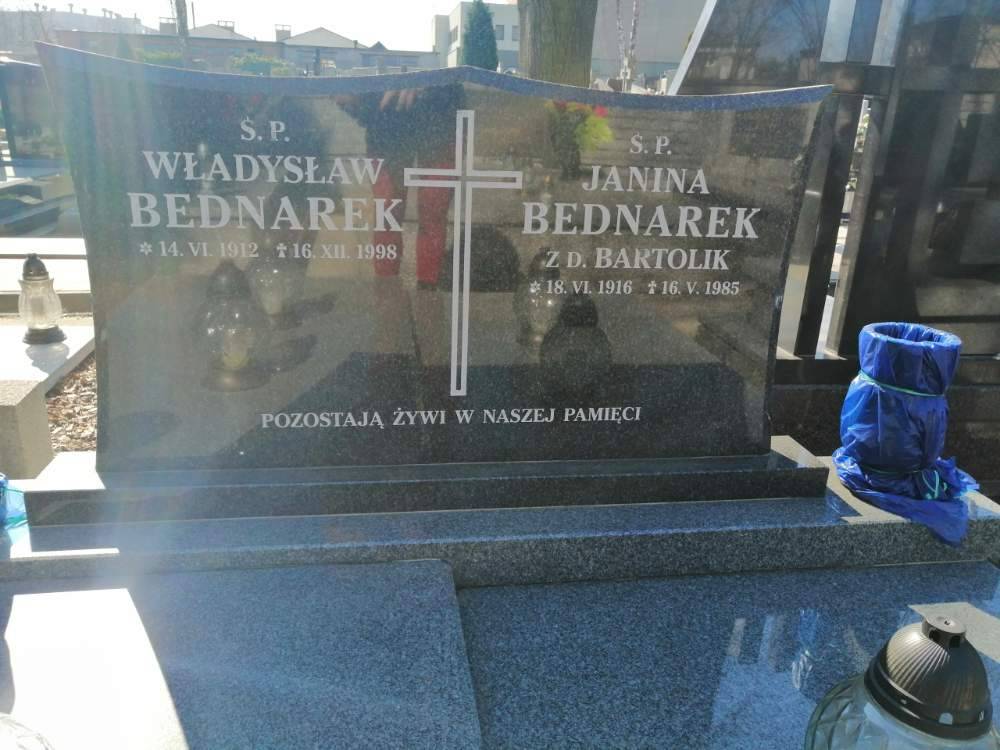 Ś. P.
WŁADYSŁAW
BEDNAREK
✡ 14. VI. 1912 ✝ 16. XII. 1998
Ś. P.
JANINA
BEDNAREK
Z D. BARTOLIK
✡ 18. VI. 1916 ✝ 16. V. 1985
POZOSTAJĄ ŻYWI W NASZEJ PAMIĘCI